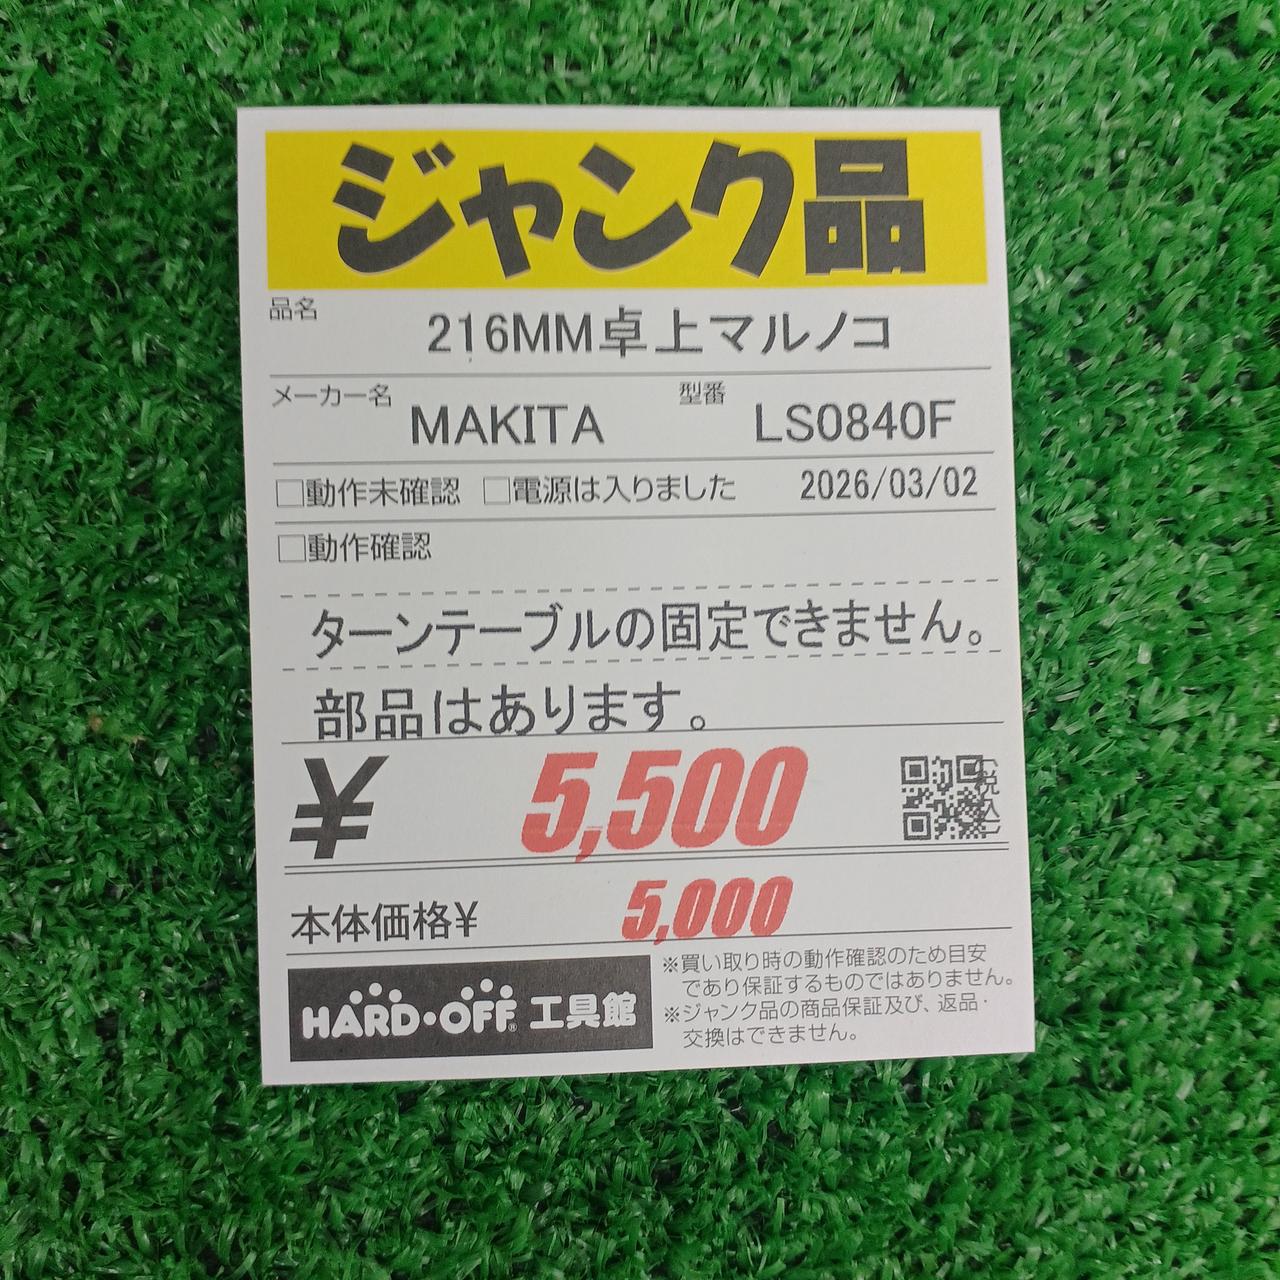 ジャンク品
品名
216MM卓上マルノコ
メーカー名 MAKITA 型番 LS0840F
□動作未確認 □電源は入りました 2026/03/02
□動作確認
ターンテーブルの固定できません。
部品はあります。
¥ 5,500 (税込)
本体価格¥ 5,000
HARD・OFF® 工具館
※買い取り時の動作確認のため目安
であり保証するものではありません。
※ジャンク品の商品保証及び、返品・
交換はできません。